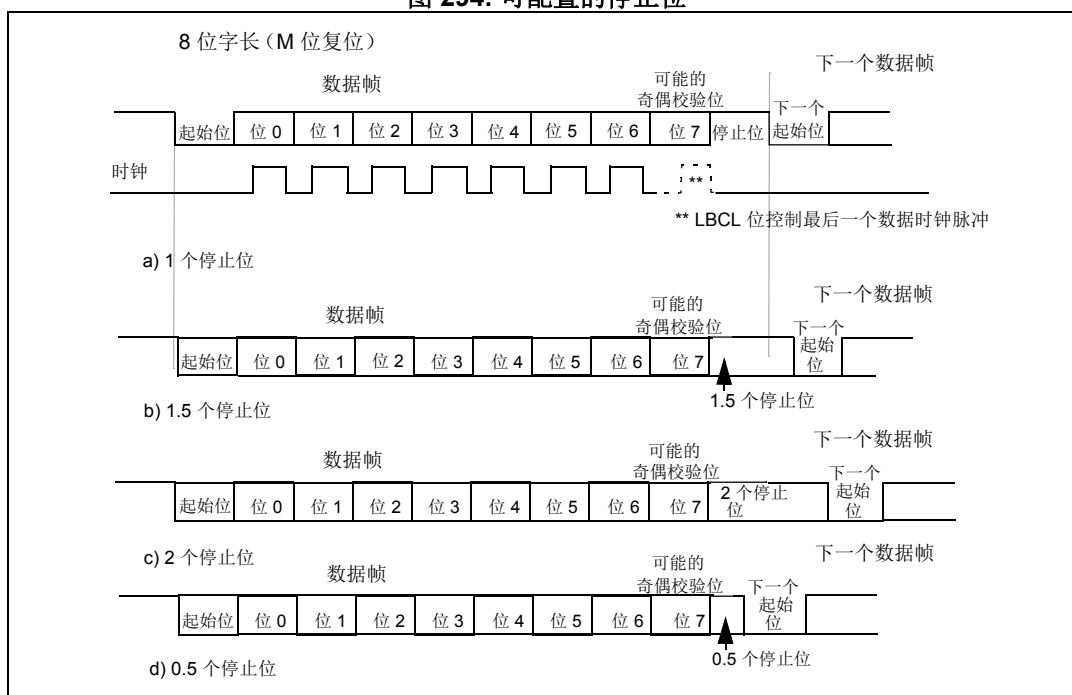 图 294. 可配置的停止位
8 位字长（M 位复位）
下一个数据帧
数据帧
可能的
奇偶校验位
下一个
起始位 位 0 位 1 位 2 位 3 位 4 位 5 位 6 位 7 停止位 起始位
时钟
**
** LBCL 位控制最后一个数据时钟脉冲
a) 1 个停止位
下一个数据帧
数据帧
可能的
奇偶校验位
下一个
起始
位
起始位 位 0 位 1 位 2 位 3 位 4 位 5 位 6 位 7
1.5 个停止位
b) 1.5 个停止位
下一个数据帧
数据帧
可能的
奇偶校验位
下一个
起始
位
起始位 位 0 位 1 位 2 位 3 位 4 位 5 位 6 位 7
2 个停止
位
c) 2 个停止位
下一个数据帧
数据帧
可能的
奇偶校验位
下一个
起始
位
起始位 位 0 位 1 位 2 位 3 位 4 位 5 位 6 位 7
0.5 个停止位
d) 0.5 个停止位